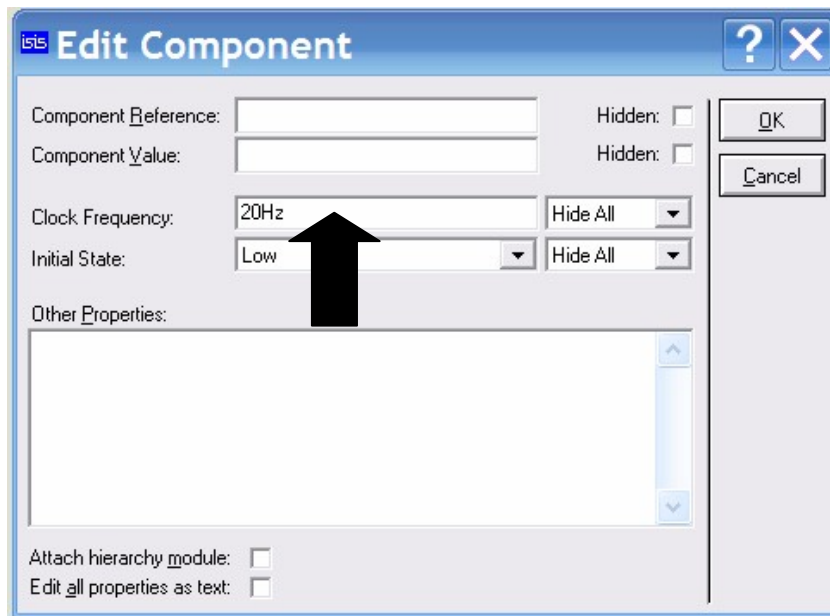 isis Edit Component ? X
Component Reference: Hidden: OK
Component Value: Hidden: Cancel
Clock Frequency: 20Hz Hide All
Initial State: Low Hide All
Other Properties:
Attach hierarchy module:
Edit all properties as text: